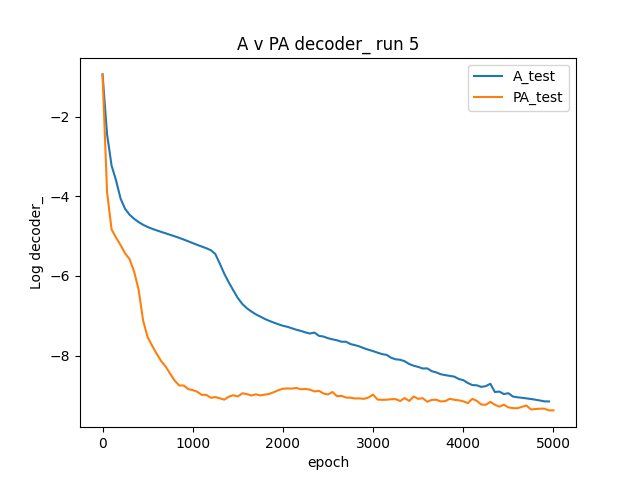 A v PA decoder_ run 5
A_test
PA_test
Log decoder_
−2
−4
−6
−8
0
1000
2000
3000
4000
5000
epoch